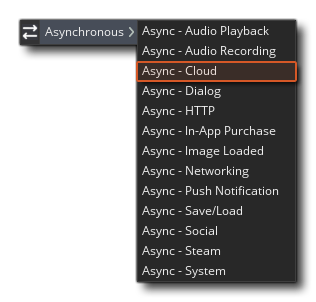 Asynchronous
Async - Audio Playback
Async - Audio Recording
Async - Cloud
Async - Dialog
Async - HTTP
Async - In-App Purchase
Async - Image Loaded
Async - Networking
Async - Push Notification
Async - Save/Load
Async - Social
Async - Steam
Async - System